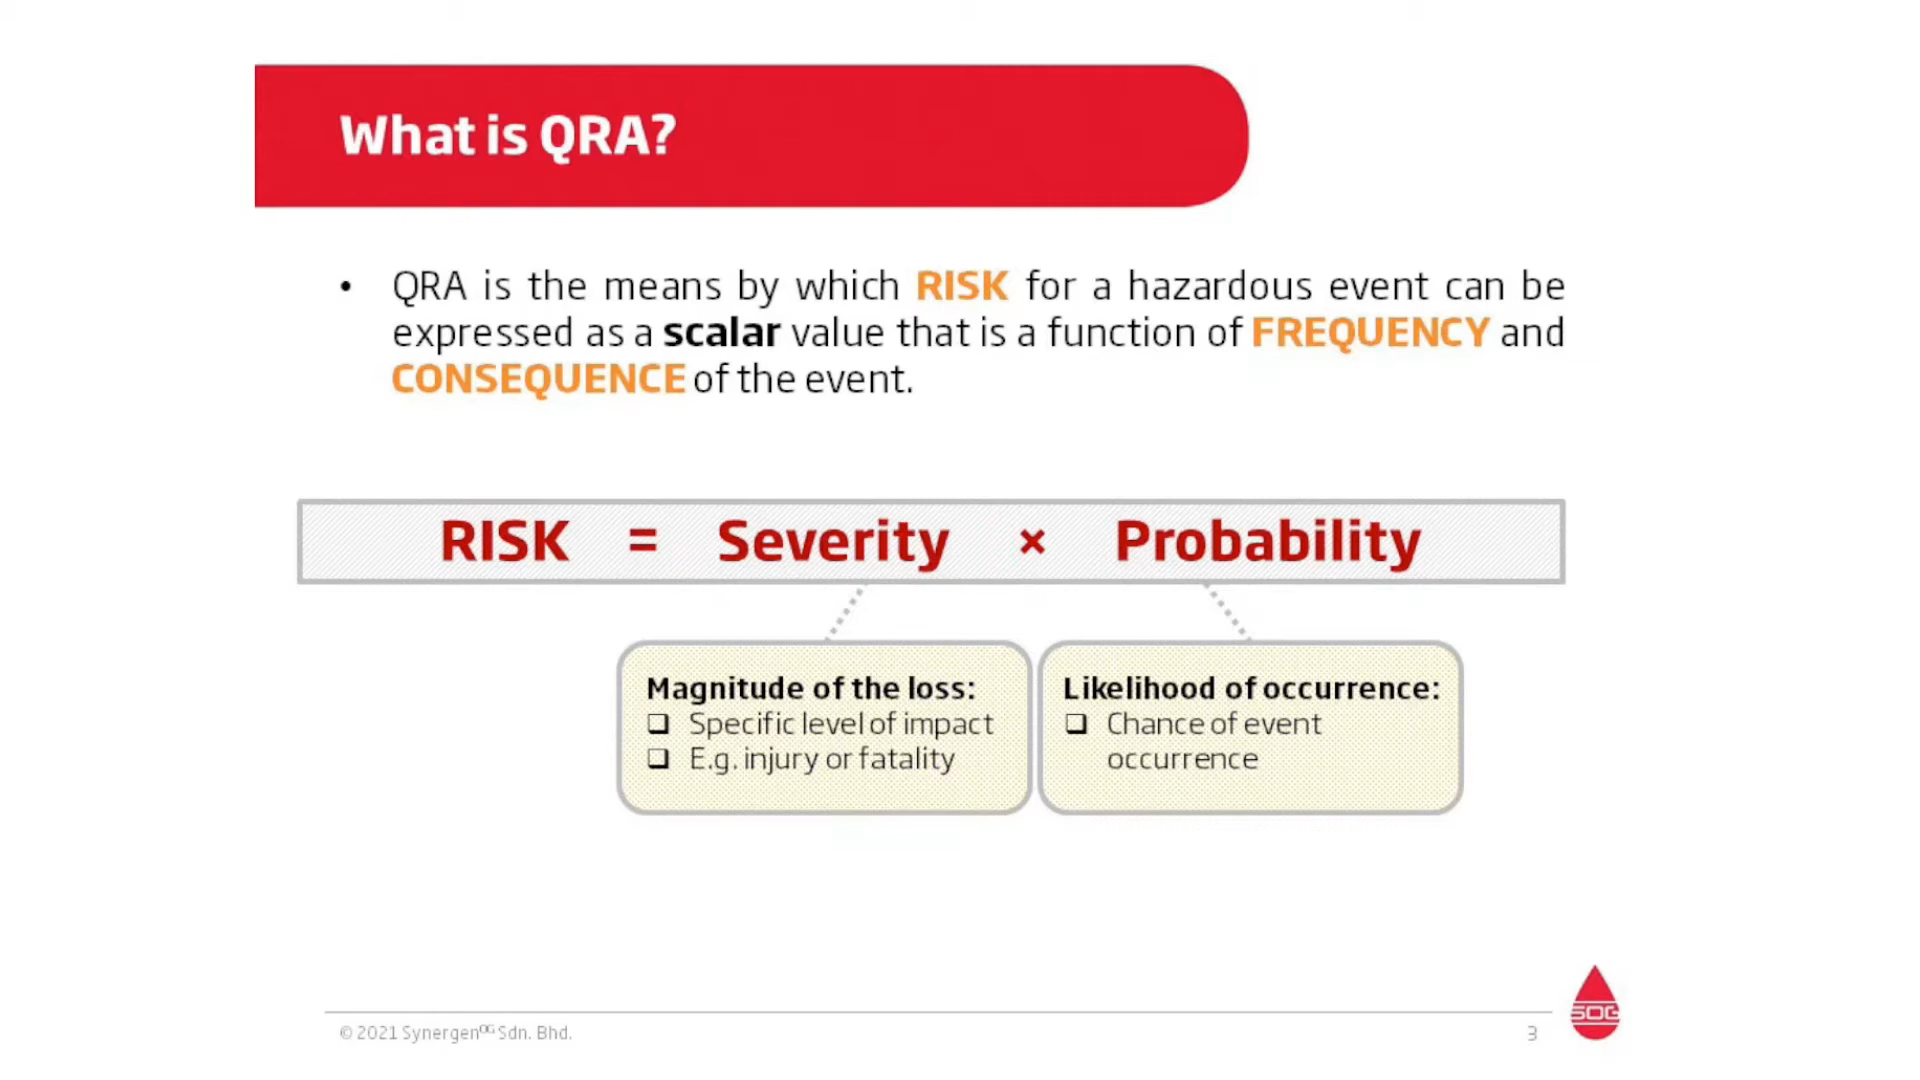 What is QRA?
• QRA is the means by which RISK for a hazardous event can be
expressed as a scalar value that is a function of FREQUENCY and
CONSEQUENCE of the event.
RISK = Severity × Probability
Magnitude of the loss:
❑ Specific level of impact
❑ E.g. injury or fatality
Likelihood of occurrence:
❑ Chance of event
occurrence
© 2021 Synergenᴼᴳ Sdn. Bhd.
3
SOG